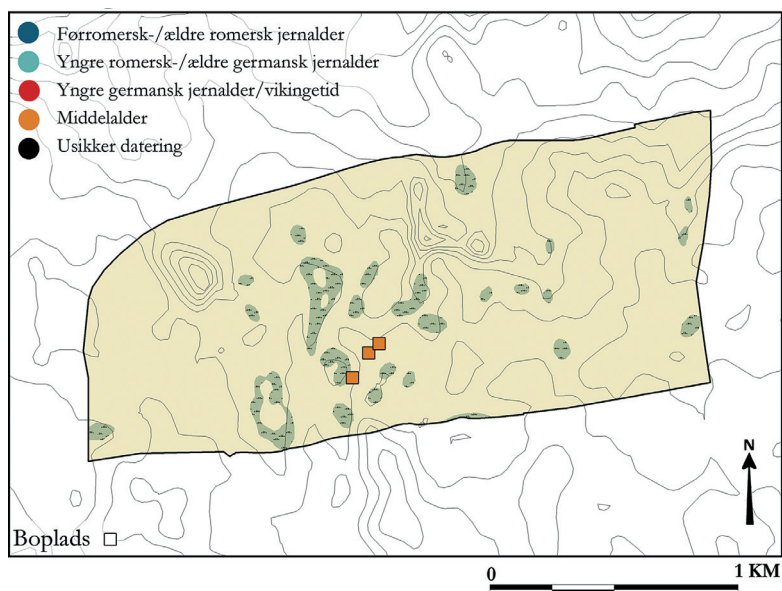 Førromersk-/ældre romersk jernalder
Yngre romersk-/ældre germansk jernalder
Yngre germansk jernalder/vikingetid
Middelalder
Usikker datering
N
Boplads
0 1 KM